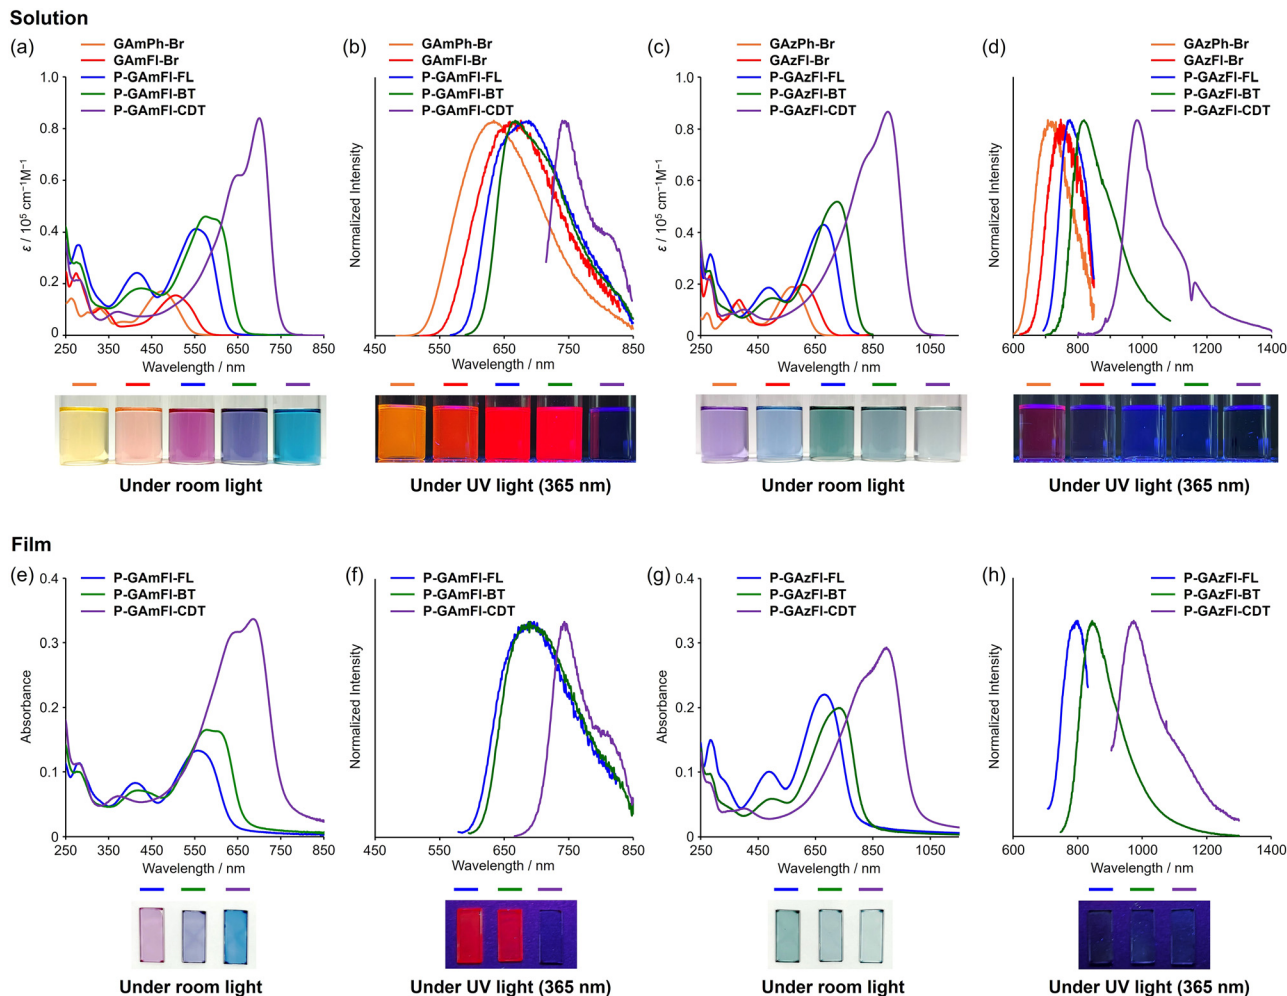 Solution
(a)
GAmPh-Br
GAmFl-Br
P-GAmFl-FL
P-GAmFl-BT
P-GAmFl-CDT
1.0
0.8
0.6
0.4
0.2
0
ε / 10⁵ cm⁻¹M⁻¹
250 350 450 550 650 750 850
Wavelength / nm
Under room light
(b)
GAmPh-Br
GAmFl-Br
P-GAmFl-FL
P-GAmFl-BT
P-GAmFl-CDT
Normalized Intensity
450 550 650 750 850
Wavelength / nm
Under UV light (365 nm)
(c)
GAzPh-Br
GAzFl-Br
P-GAzFl-FL
P-GAzFl-BT
P-GAzFl-CDT
1.0
0.8
0.6
0.4
0.2
0
ε / 10⁵ cm⁻¹M⁻¹
250 450 650 850 1050
Wavelength / nm
Under room light
(d)
GAzPh-Br
GAzFl-Br
P-GAzFl-FL
P-GAzFl-BT
P-GAzFl-CDT
Normalized Intensity
600 800 1000 1200 1400
Wavelength / nm
Under UV light (365 nm)
Film
(e)
P-GAmFl-FL
P-GAmFl-BT
P-GAmFl-CDT
0.4
0.3
0.2
0.1
0
Absorbance
250 350 450 550 650 750 850
Wavelength / nm
Under room light
(f)
P-GAmFl-FL
P-GAmFl-BT
P-GAmFl-CDT
Normalized Intensity
450 550 650 750 850
Wavelength / nm
Under UV light (365 nm)
(g)
P-GAzFl-FL
P-GAzFl-BT
P-GAzFl-CDT
0.4
0.3
0.2
0.1
0
Absorbance
250 450 650 850 1050
Wavelength / nm
Under room light
(h)
P-GAzFl-FL
P-GAzFl-BT
P-GAzFl-CDT
Normalized Intensity
600 800 1000 1200 1400
Wavelength / nm
Under UV light (365 nm)